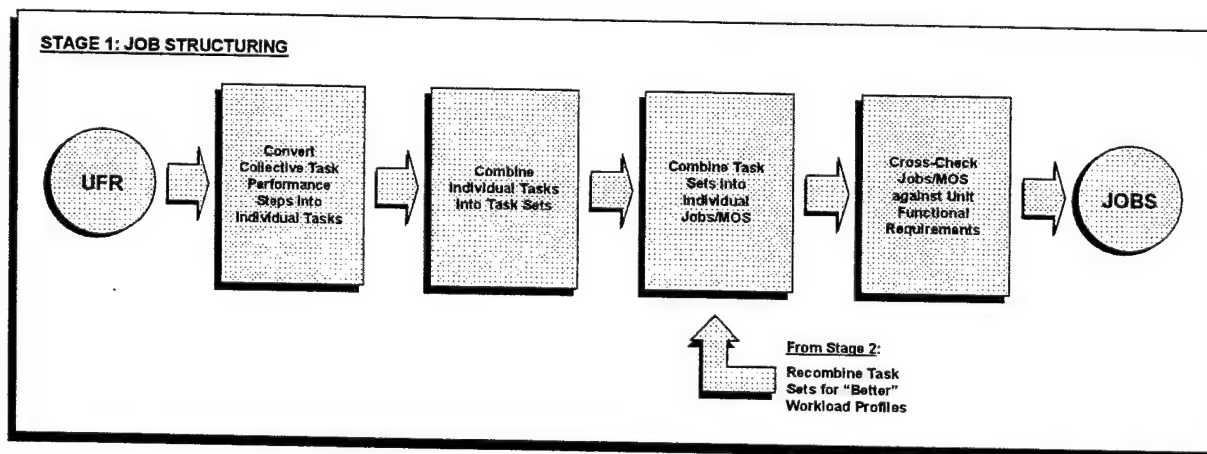 STAGE 1: JOB STRUCTURING
UFR
Convert
Collective Task
Performance
Steps Into
Individual Tasks
Combine
Individual Tasks
Into Task Sets
Combine Task
Sets Into
Individual
Jobs/MOS
Cross-Check
Jobs/MOS
against Unit
Functional
Requirements
JOBS
From Stage 2:
Recombine Task
Sets for “Better”
Workload Profiles